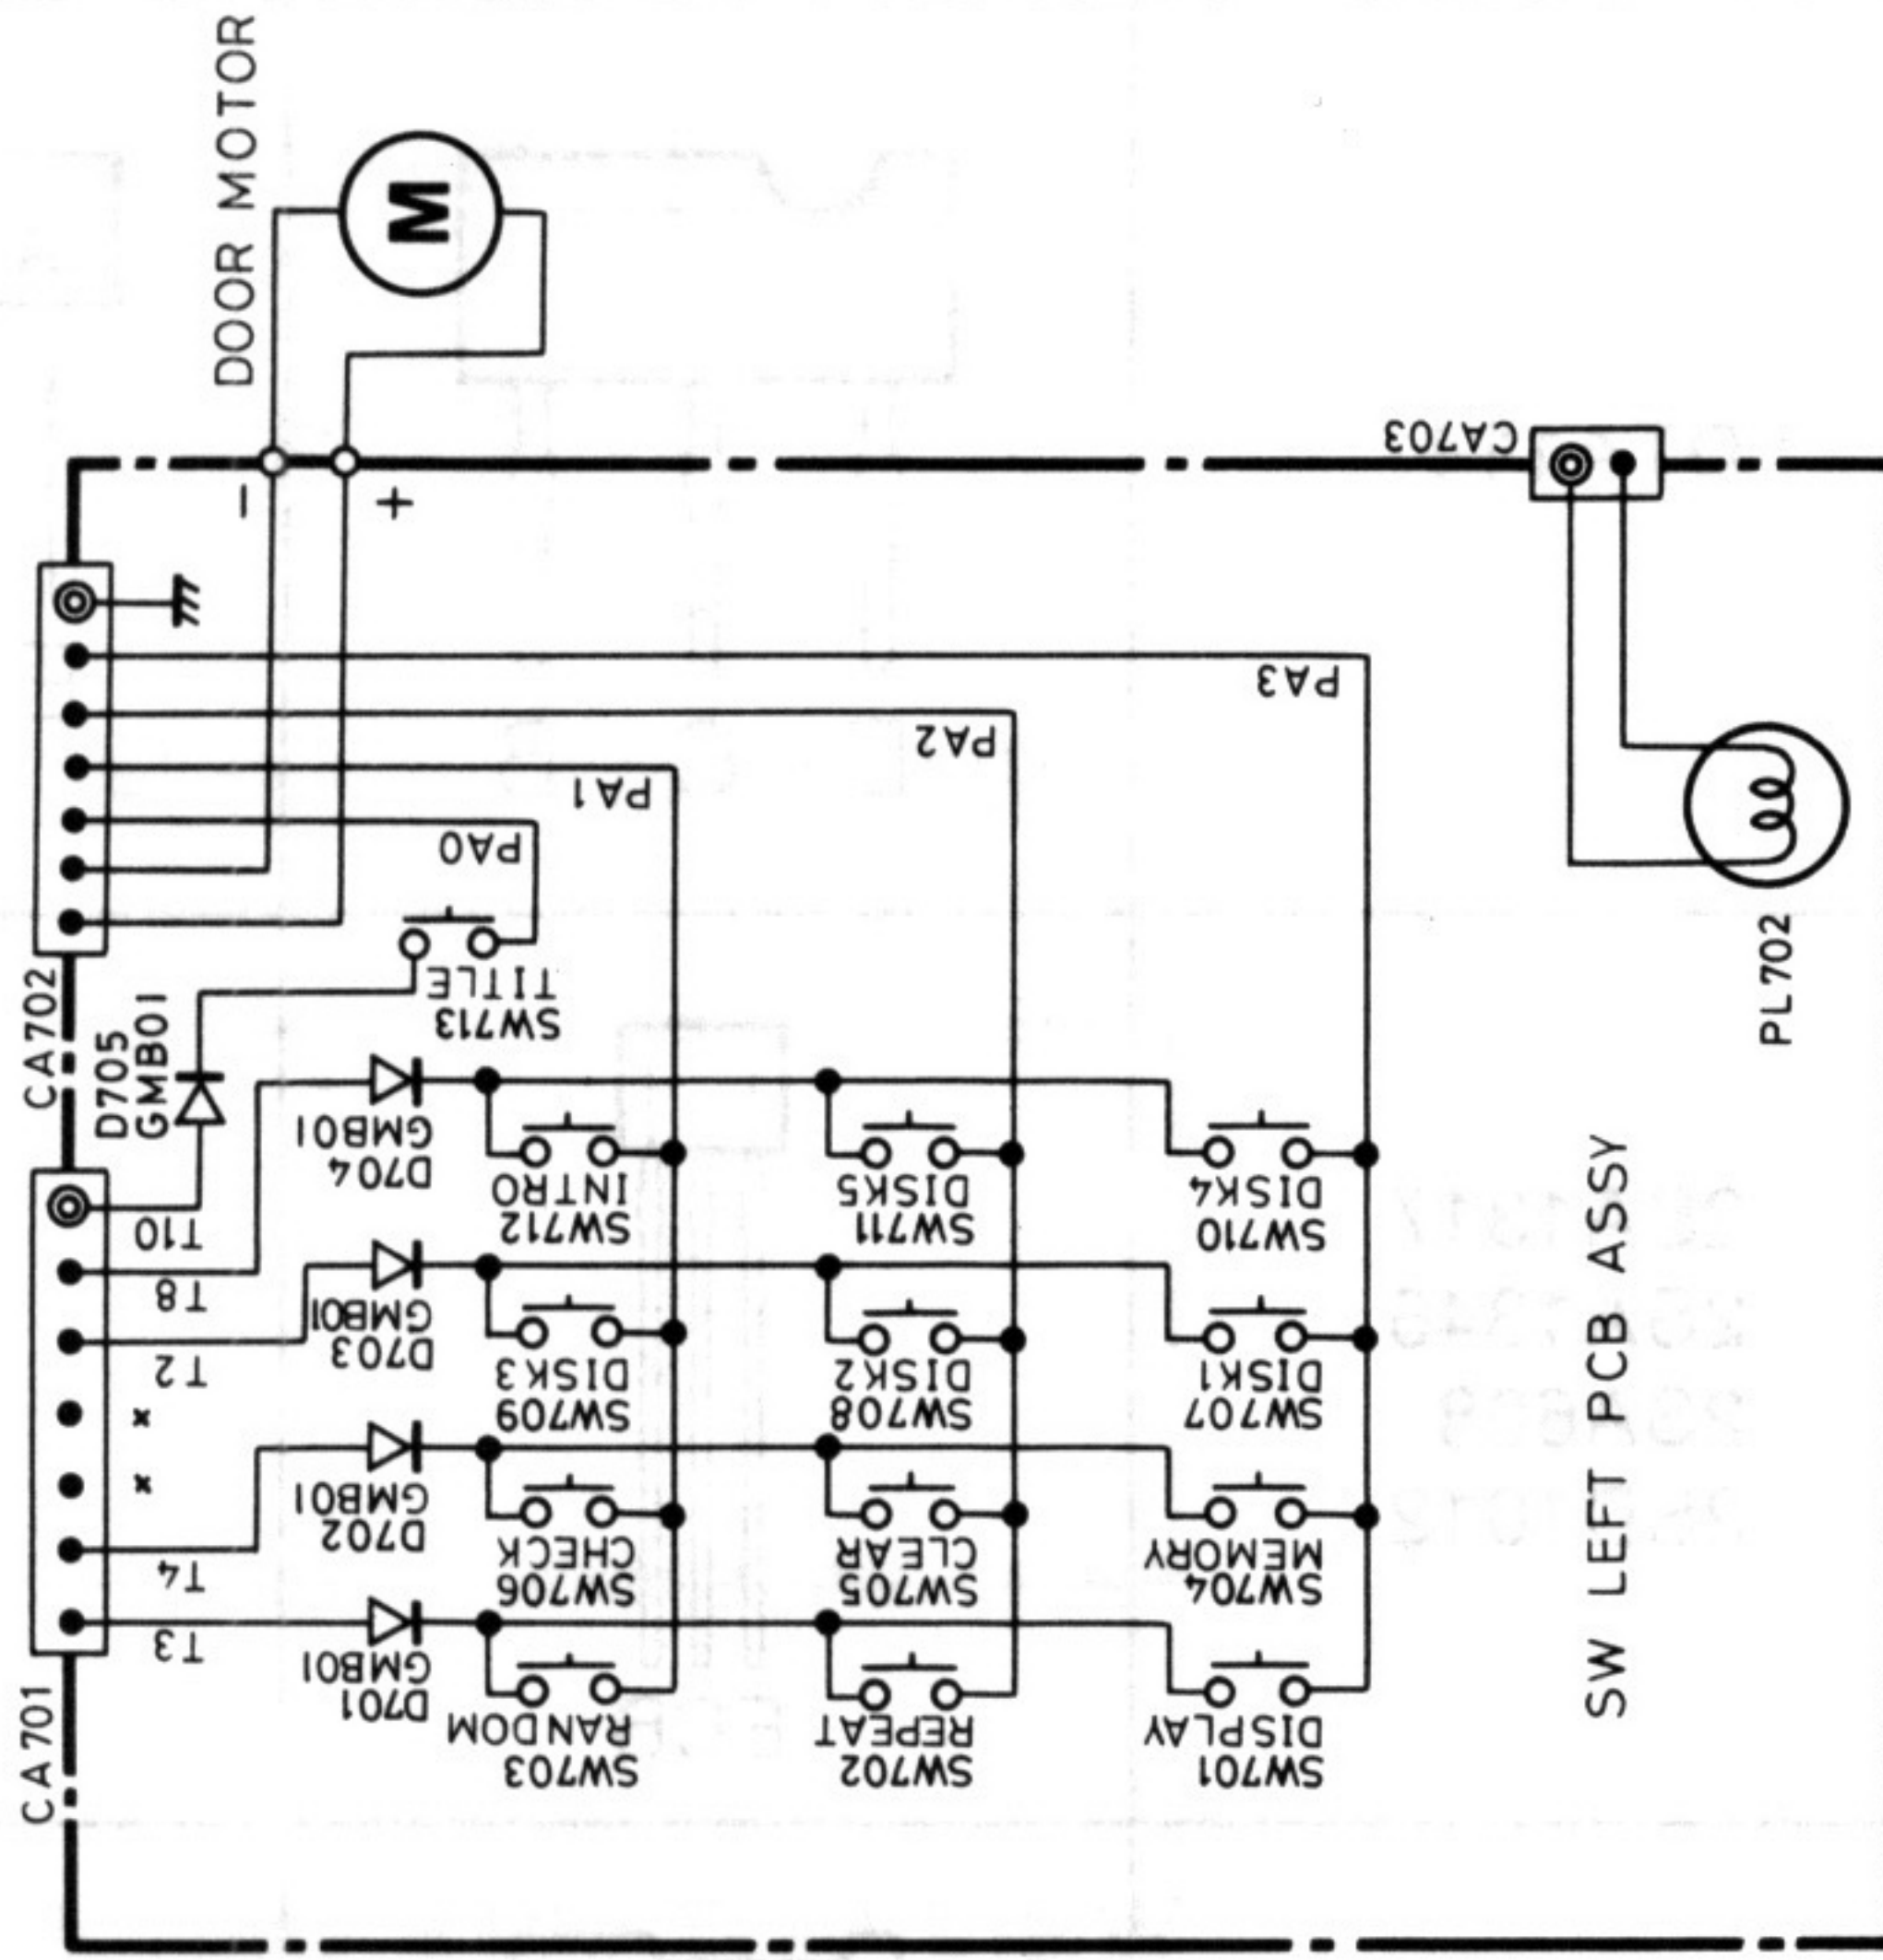 DOOR MOTOR
M
-
+
CA702
CA703
PA3
PA2
PA1
PA0
TITLE
SW713
D705
GMB01
CA701
T10
T8
T2
x
x
T4
T3
GMB01
D704
INTRO
SW712
DISK5
SW711
DISK4
SW710
GMB01
D703
DISK3
SW709
DISK2
SW708
DISK1
SW707
GMB01
D702
CHECK
SW706
CLEAR
SW705
MEMORY
SW704
GMB01
D701
RANDOM
SW703
REPEAT
SW702
DISPLAY
SW701
PL702
SW LEFT PCB ASSY